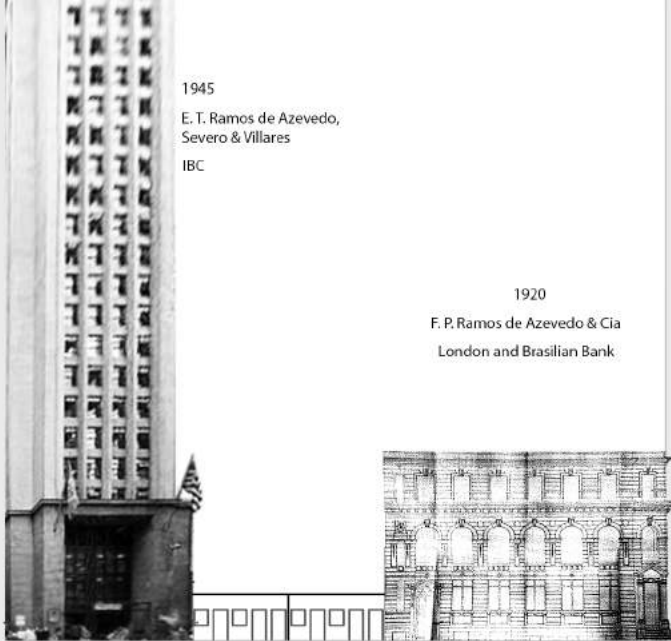 1945
E. T. Ramos de Azevedo,
Severo & Villares
IBC
1920
F. P. Ramos de Azevedo & Cia
London and Brasilian Bank